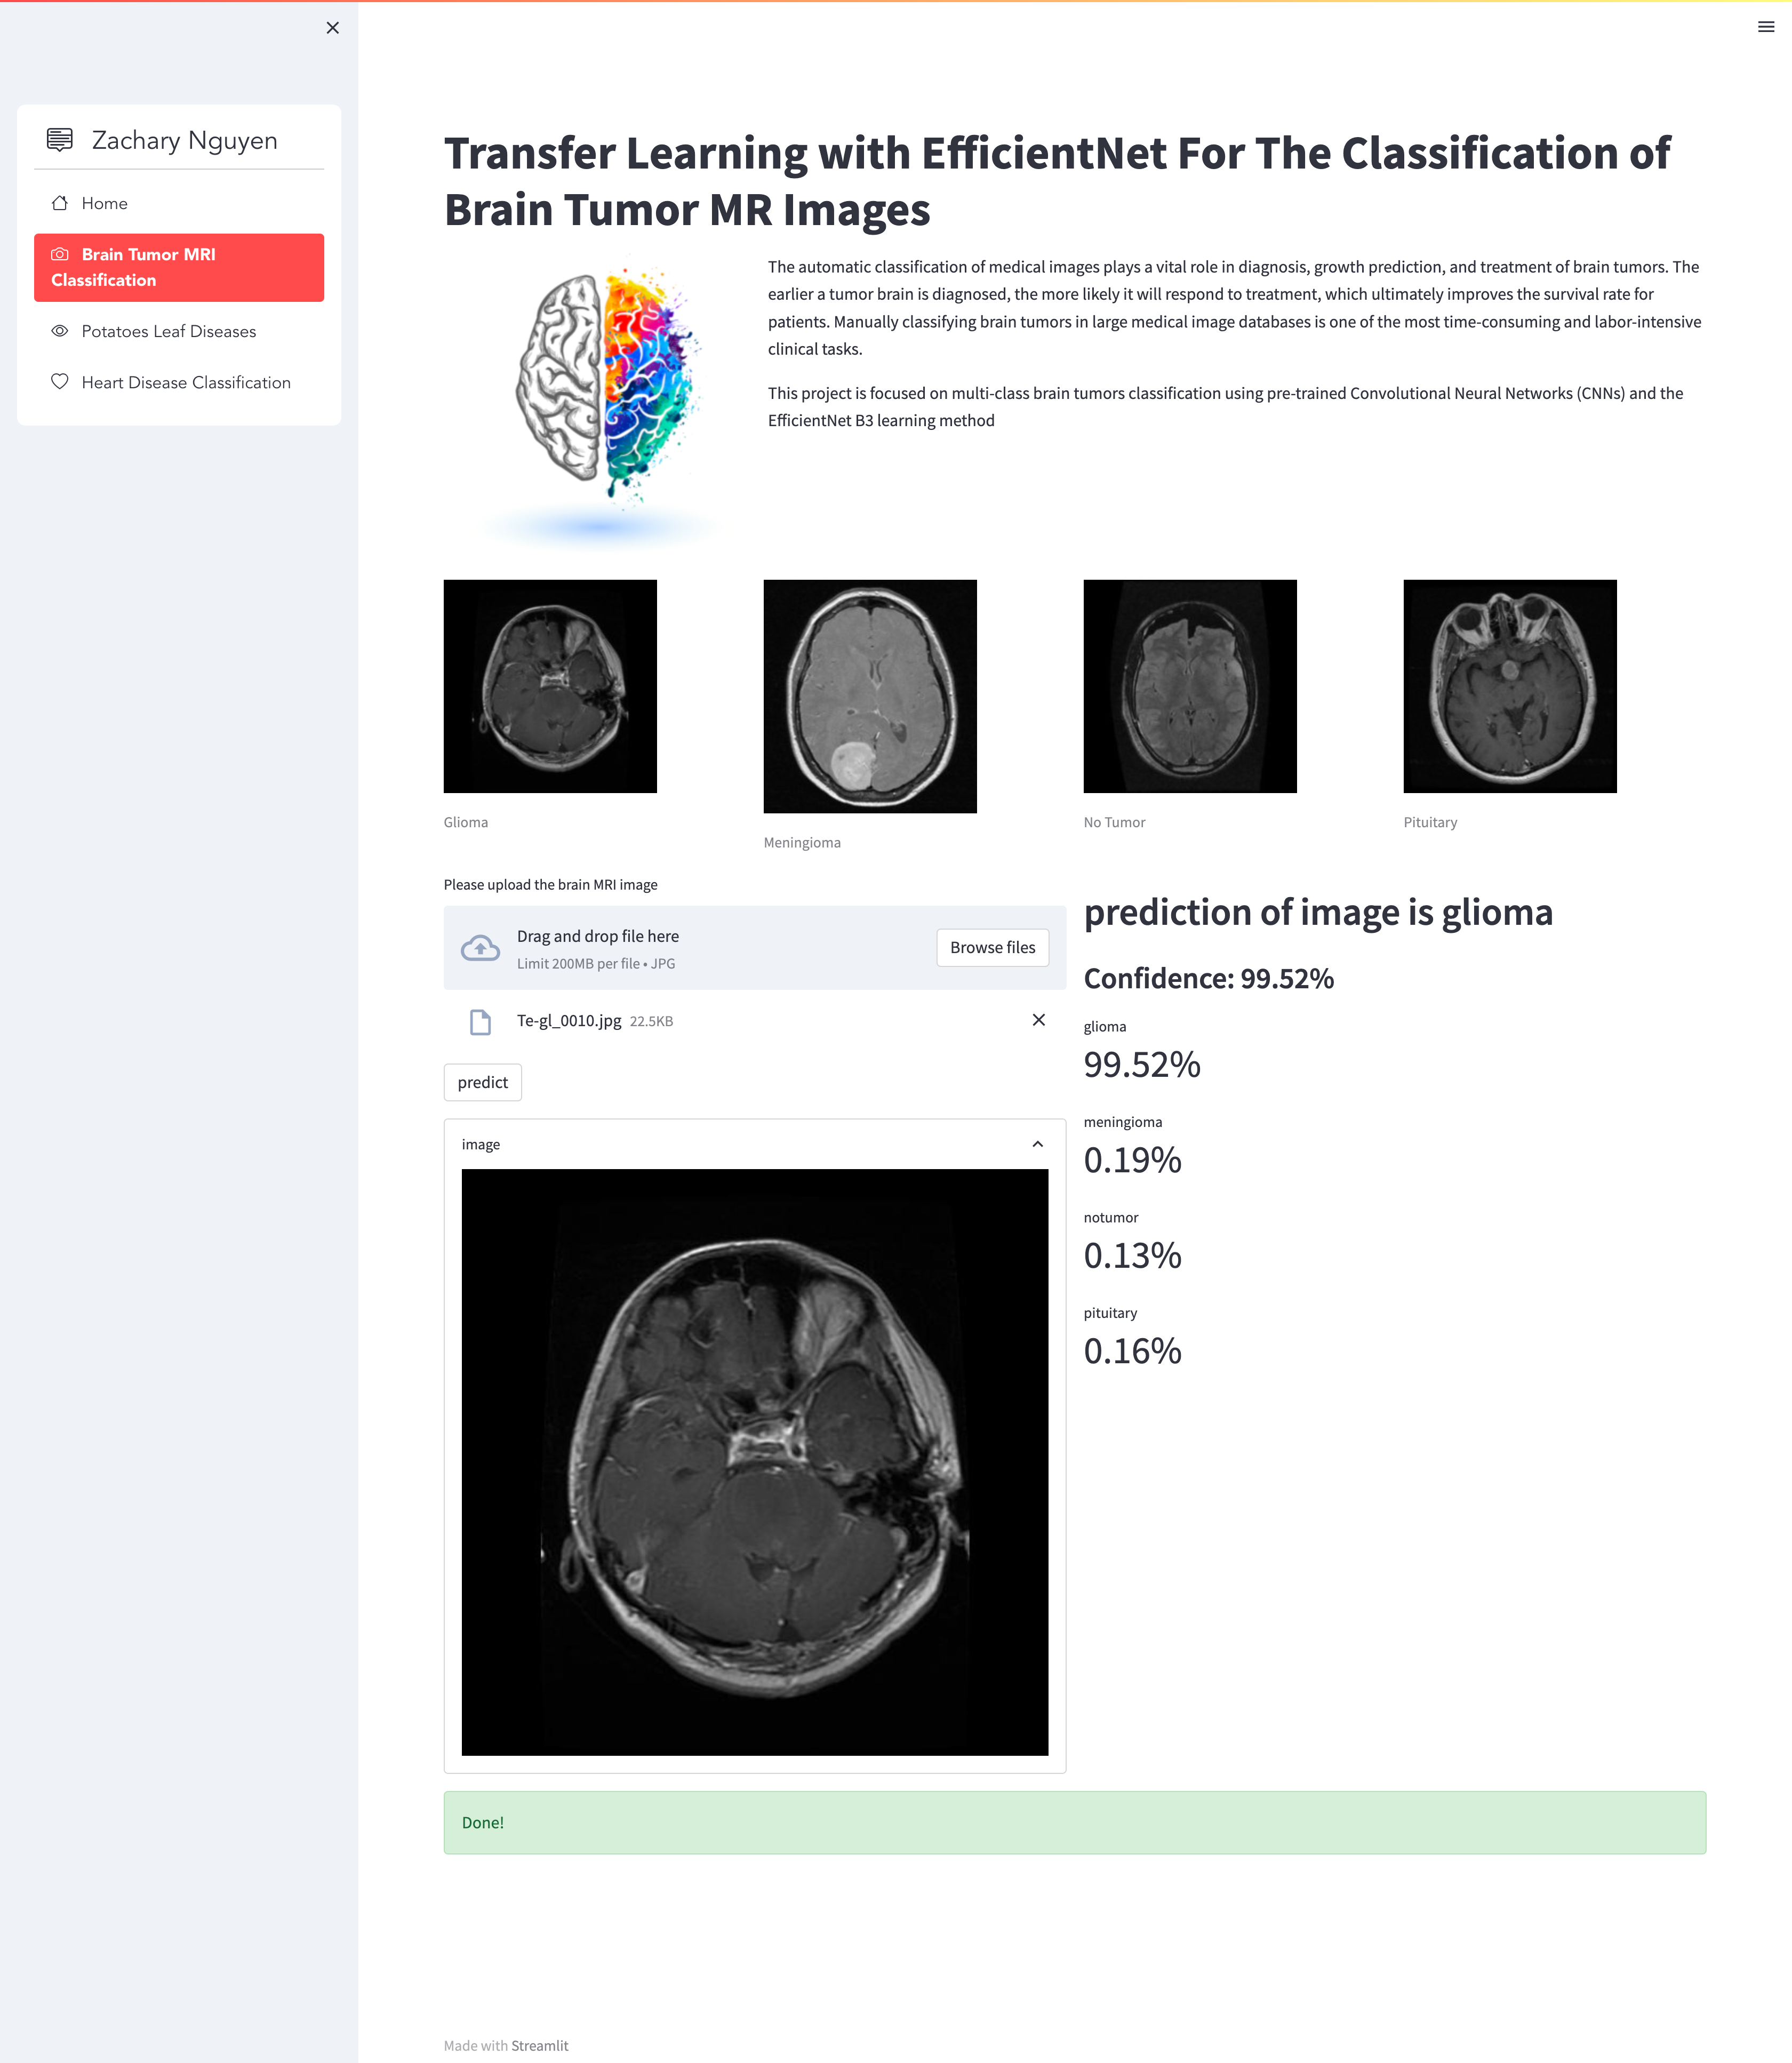 Zachary Nguyen
Home
Brain Tumor MRI
Classification
Potatoes Leaf Diseases
Heart Disease Classification
Transfer Learning with EfficientNet For The Classification of
Brain Tumor MR Images
The automatic classification of medical images plays a vital role in diagnosis, growth prediction, and treatment of brain tumors. The
earlier a tumor brain is diagnosed, the more likely it will respond to treatment, which ultimately improves the survival rate for
patients. Manually classifying brain tumors in large medical image databases is one of the most time-consuming and labor-intensive
clinical tasks.
This project is focused on multi-class brain tumors classification using pre-trained Convolutional Neural Networks (CNNs) and the
EfficientNet B3 learning method
Glioma
Meningioma
No Tumor
Pituitary
Please upload the brain MRI image
Drag and drop file here
Limit 200MB per file • JPG
Browse files
Te-gl_0010.jpg 22.5KB
predict
image
prediction of image is glioma
Confidence: 99.52%
glioma
99.52%
meningioma
0.19%
notumor
0.13%
pituitary
0.16%
Done!
Made with Streamlit